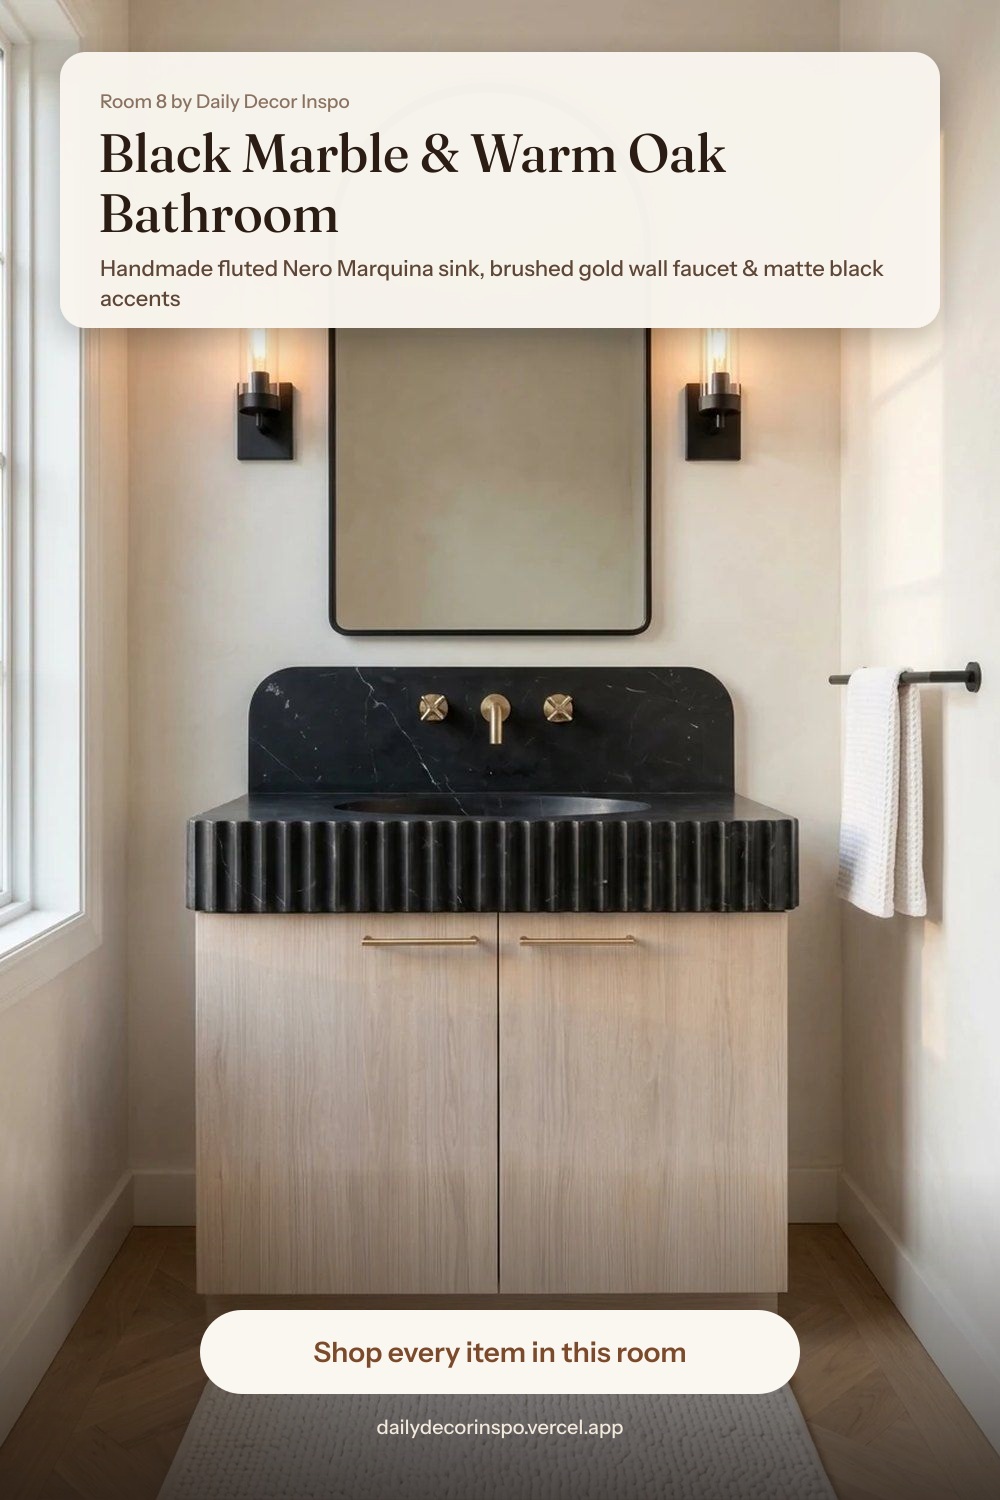 Room 8 by Daily Decor Inspo
Black Marble & Warm Oak
Bathroom
Handmade fluted Nero Marquina sink, brushed gold wall faucet & matte black
accents
Shop every item in this room
dailydecorinspo.vercel.app